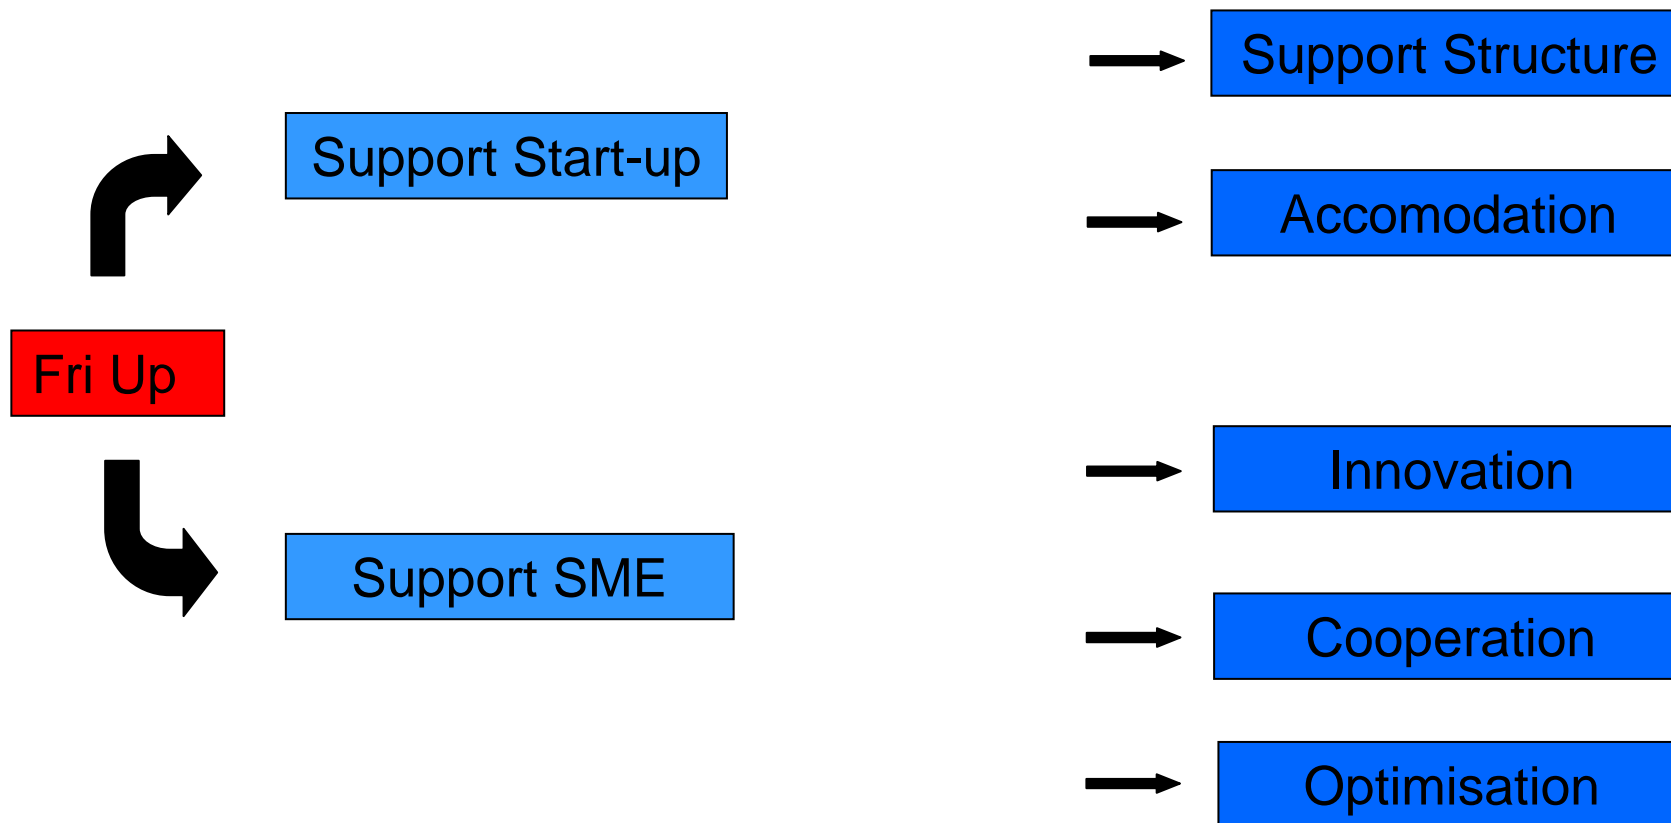 Support Structure
Support Start-up
Accomodation
Fri Up
Innovation
Support SME
Cooperation
Optimisation